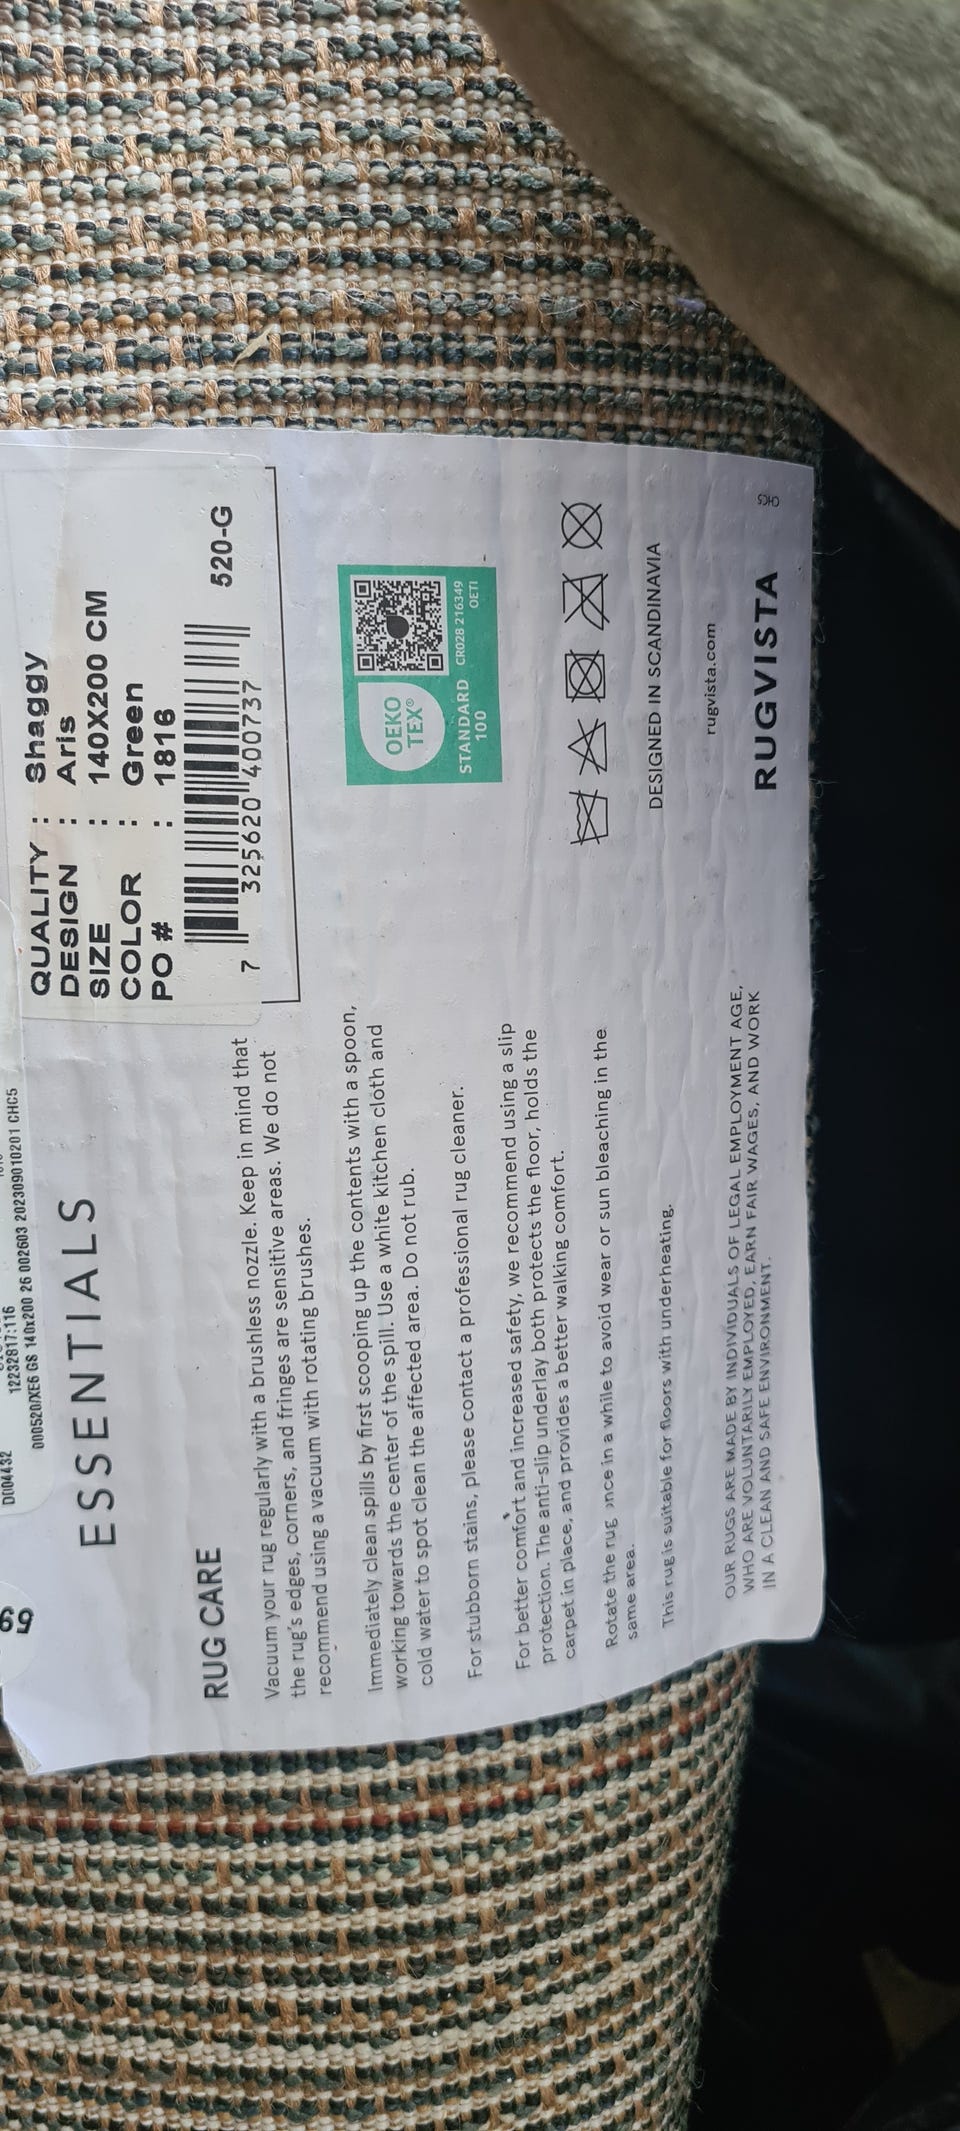 69
D004432
12232817:116
000520/XE6 GS 140x200 26 002603 202309010201 CHC5
ESSENTIALS
QUALITY : Shaggy
DESIGN : Aris
SIZE : 140X200 CM
COLOR : Green
PO # : 1816
520-G
7 325620 400737
RUG CARE
Vacuum your rug regularly with a brushless nozzle. Keep in mind that
the rug's edges, corners, and fringes are sensitive areas. We do not
recommend using a vacuum with rotating brushes.
Immediately clean spills by first scooping up the contents with a spoon,
working towards the center of the spill. Use a white kitchen cloth and
cold water to spot clean the affected area. Do not rub.
For stubborn stains, please contact a professional rug cleaner.
For better comfort and increased safety, we recommend using a slip
protection. The anti-slip underlay both protects the floor, holds the
carpet in place, and provides a better walking comfort.
Rotate the rug once in a while to avoid wear or sun bleaching in the
same area.
This rug is suitable for floors with underheating.
OUR RUGS ARE MADE BY INDIVIDUALS OF LEGAL EMPLOYMENT AGE,
WHO ARE VOLUNTARILY EMPLOYED, EARN FAIR WAGES, AND WORK
IN A CLEAN AND SAFE ENVIRONMENT.
OEKO
TEX®
STANDARD
100
CR028 216349
OETI
DESIGNED IN SCANDINAVIA
rugvista.com
RUGVISTA
CHC5